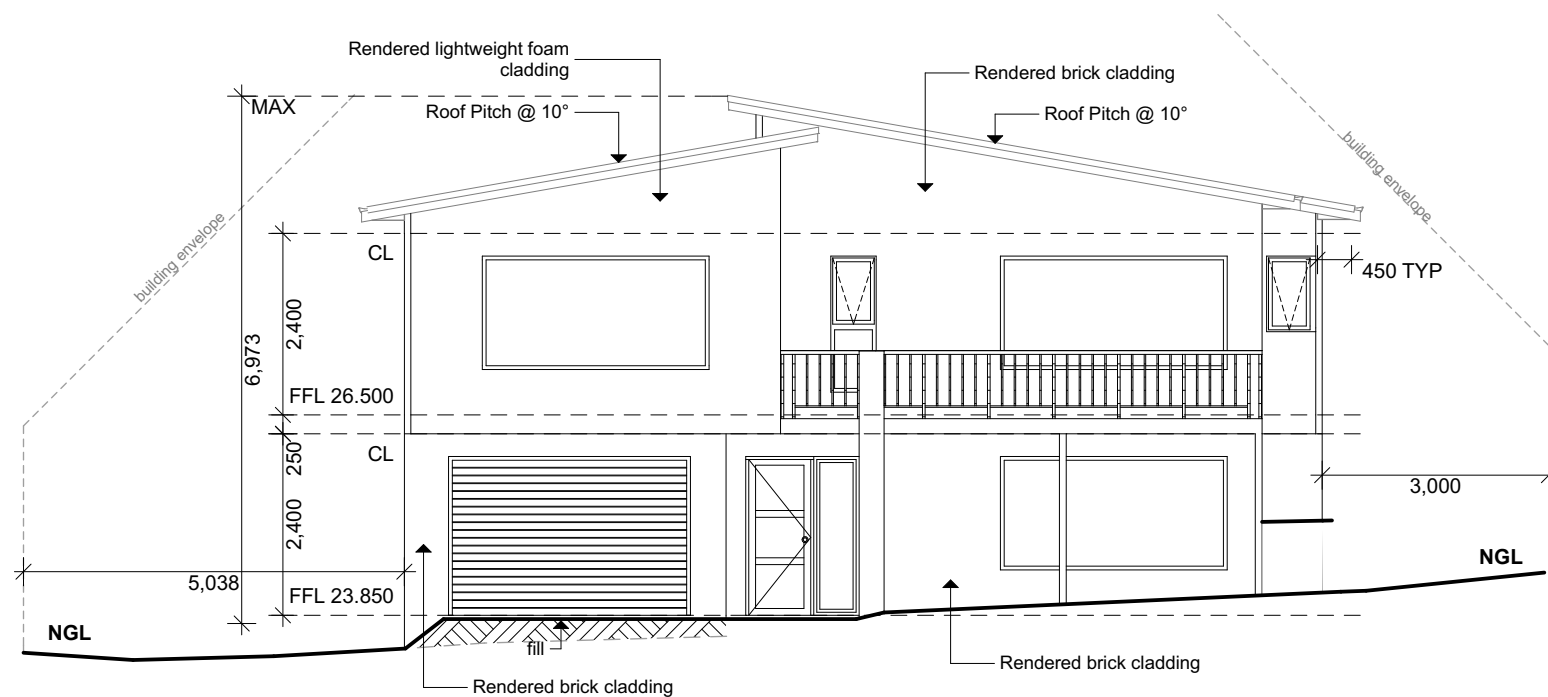 Rendered lightweight foam
cladding
Rendered brick cladding
MAX
Roof Pitch @ 10°
Roof Pitch @ 10°
building envelope
building envelope
CL
450 TYP
2,400
6,973
FFL 26.500
250
CL
3,000
2,400
5,038
FFL 23.850
NGL
NGL
fill
Rendered brick cladding
Rendered brick cladding